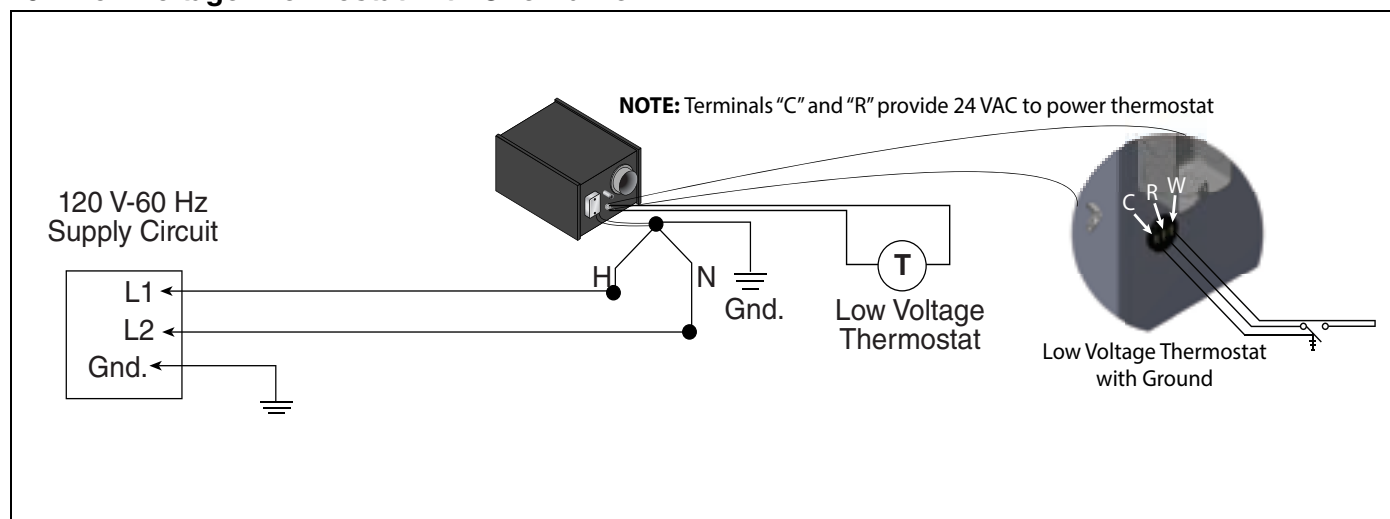 NOTE: Terminals “C” and “R” provide 24 VAC to power thermostat
120 V-60 Hz
Supply Circuit
L1
L2
Gnd.
H
N
Gnd.
T
Low Voltage
Thermostat
C
R
W
Low Voltage Thermostat
with Ground